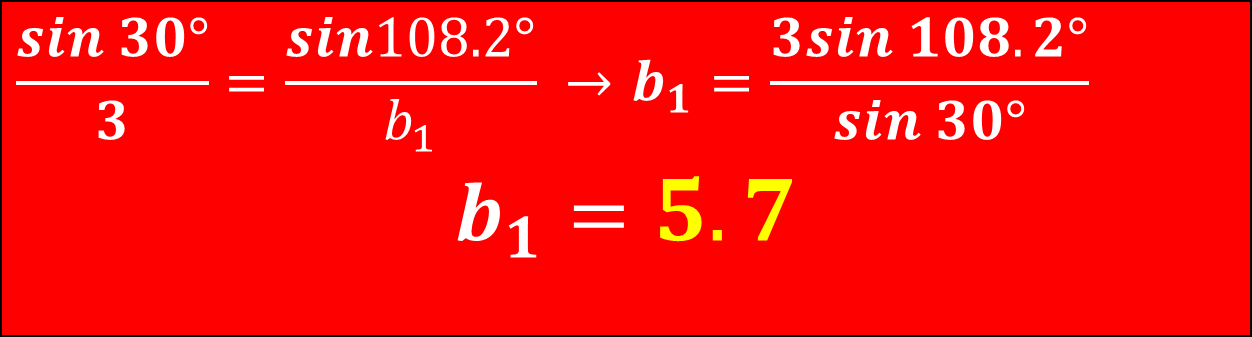 sin 30° / 3 = sin108.2° / b₁ → b₁ = 3sin 108.2° / sin 30°
b₁ = 5.7